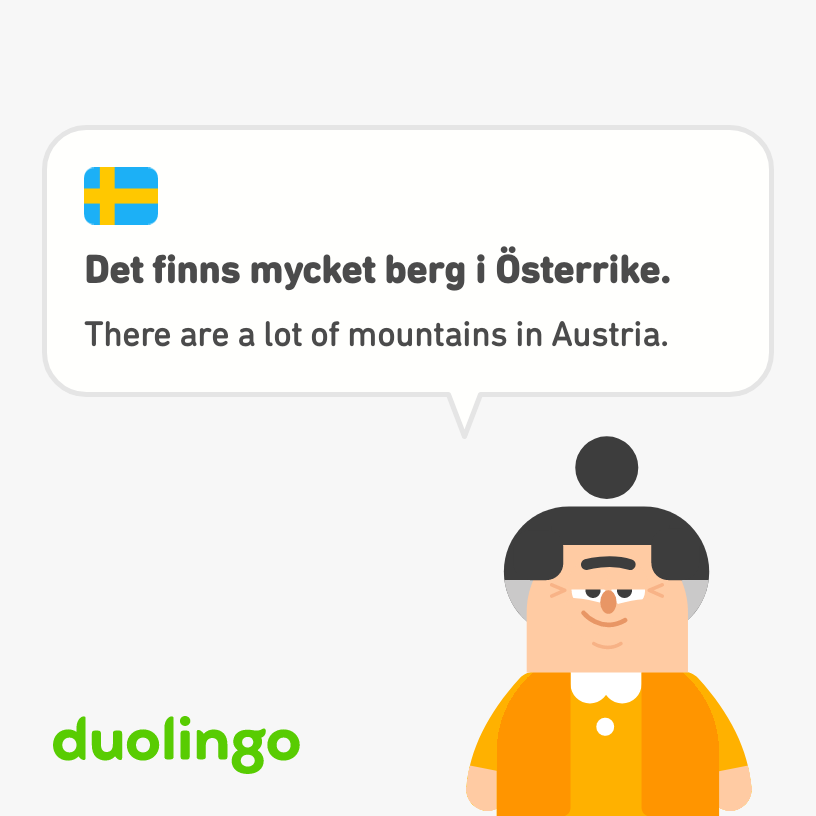 Det finns mycket berg i Österrike.
There are a lot of mountains in Austria.
duolingo